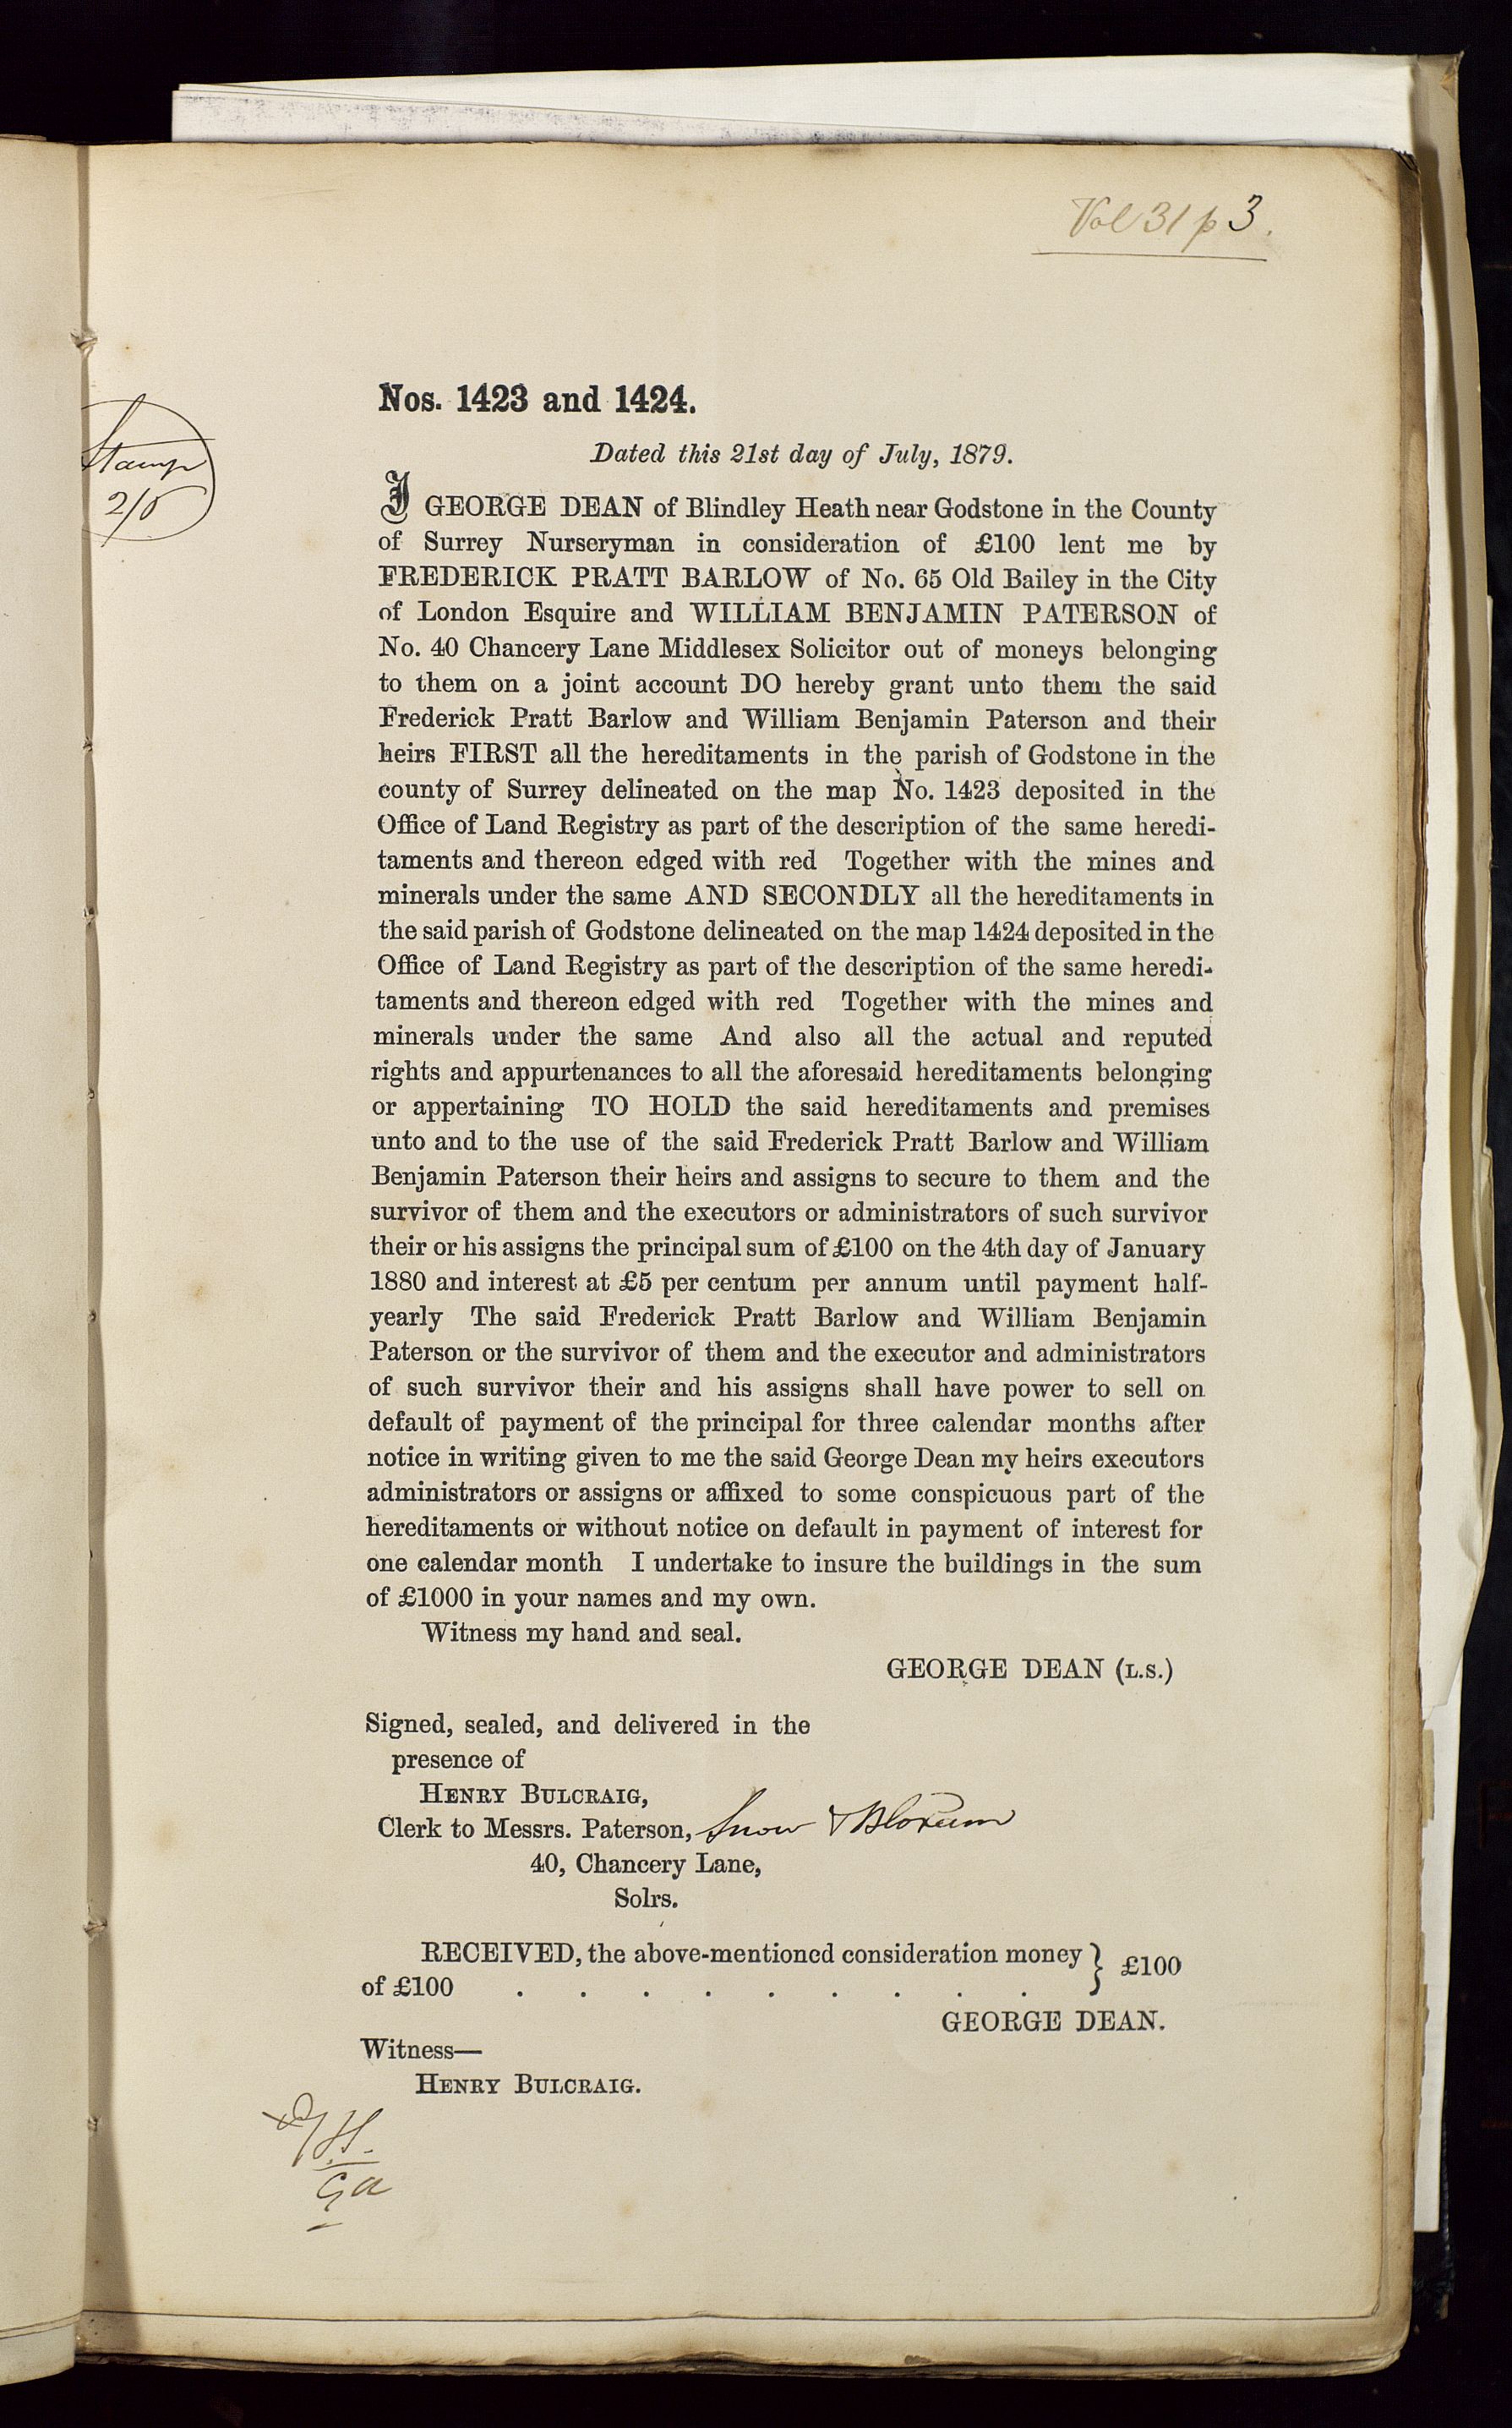 Vol 31 p 3.
Nos. 1423 and 1424.
Stamp
2/6
Dated this 21st day of July, 1879.
I GEORGE DEAN of Blindley Heath near Godstone in the County
of Surrey Nurseryman in consideration of £100 lent me by
FREDERICK PRATT BARLOW of No. 65 Old Bailey in the City
of London Esquire and WILLIAM BENJAMIN PATERSON of
No. 40 Chancery Lane Middlesex Solicitor out of moneys belonging
to them on a joint account DO hereby grant unto them the said
Frederick Pratt Barlow and William Benjamin Paterson and their
heirs FIRST all the hereditaments in the parish of Godstone in the
county of Surrey delineated on the map No. 1423 deposited in the
Office of Land Registry as part of the description of the same heredi-
taments and thereon edged with red Together with the mines and
minerals under the same AND SECONDLY all the hereditaments in
the said parish of Godstone delineated on the map 1424 deposited in the
Office of Land Registry as part of the description of the same heredi-
taments and thereon edged with red Together with the mines and
minerals under the same And also all the actual and reputed
rights and appurtenances to all the aforesaid hereditaments belonging
or appertaining TO HOLD the said hereditaments and premises
unto and to the use of the said Frederick Pratt Barlow and William
Benjamin Paterson their heirs and assigns to secure to them and the
survivor of them and the executors or administrators of such survivor
their or his assigns the principal sum of £100 on the 4th day of January
1880 and interest at £5 per centum per annum until payment half-
yearly The said Frederick Pratt Barlow and William Benjamin
Paterson or the survivor of them and the executor and administrators
of such survivor their and his assigns shall have power to sell on
default of payment of the principal for three calendar months after
notice in writing given to me the said George Dean my heirs executors
administrators or assigns or affixed to some conspicuous part of the
hereditaments or without notice on default in payment of interest for
one calendar month I undertake to insure the buildings in the sum
of £1000 in your names and my own.
Witness my hand and seal.
GEORGE DEAN (L.S.)
Signed, sealed, and delivered in the
presence of
HENRY BULCRAIG,
Clerk to Messrs. Paterson, Snow & Bloxam
40, Chancery Lane,
Solrs.
RECEIVED, the above-mentioned consideration money } £100
of £100 . . . . . . . . .
GEORGE DEAN.
Witness—
HENRY BULCRAIG.